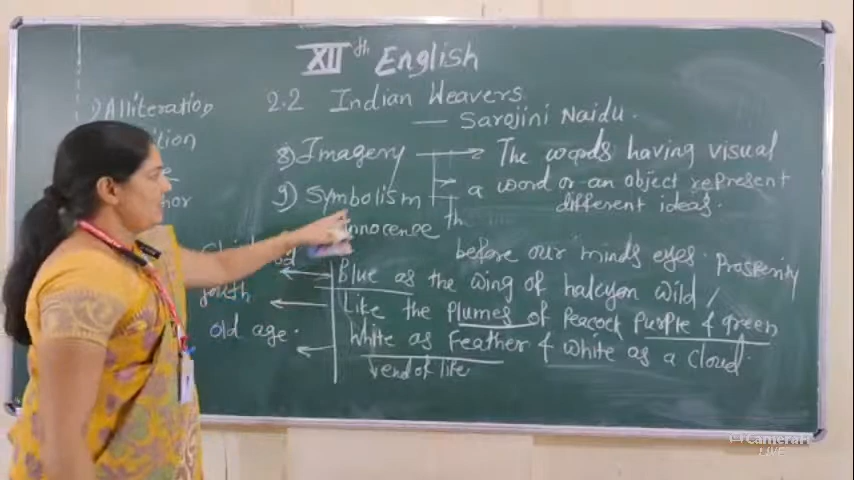 XIIth English
2.2 Indian Weavers
— Sarojini Naidu.
Alliteration
8) Imagery → The words having visual
9) Symbolism → a word or an object represent
different ideas.
innocence
before our minds eyes. Prosperity
Blue as the wing of halcyon wild
youth
Like the plumes of Peacock Purple & green
old age.
White as Feather & white as a cloud.
end of life
CameraFi
LIVE